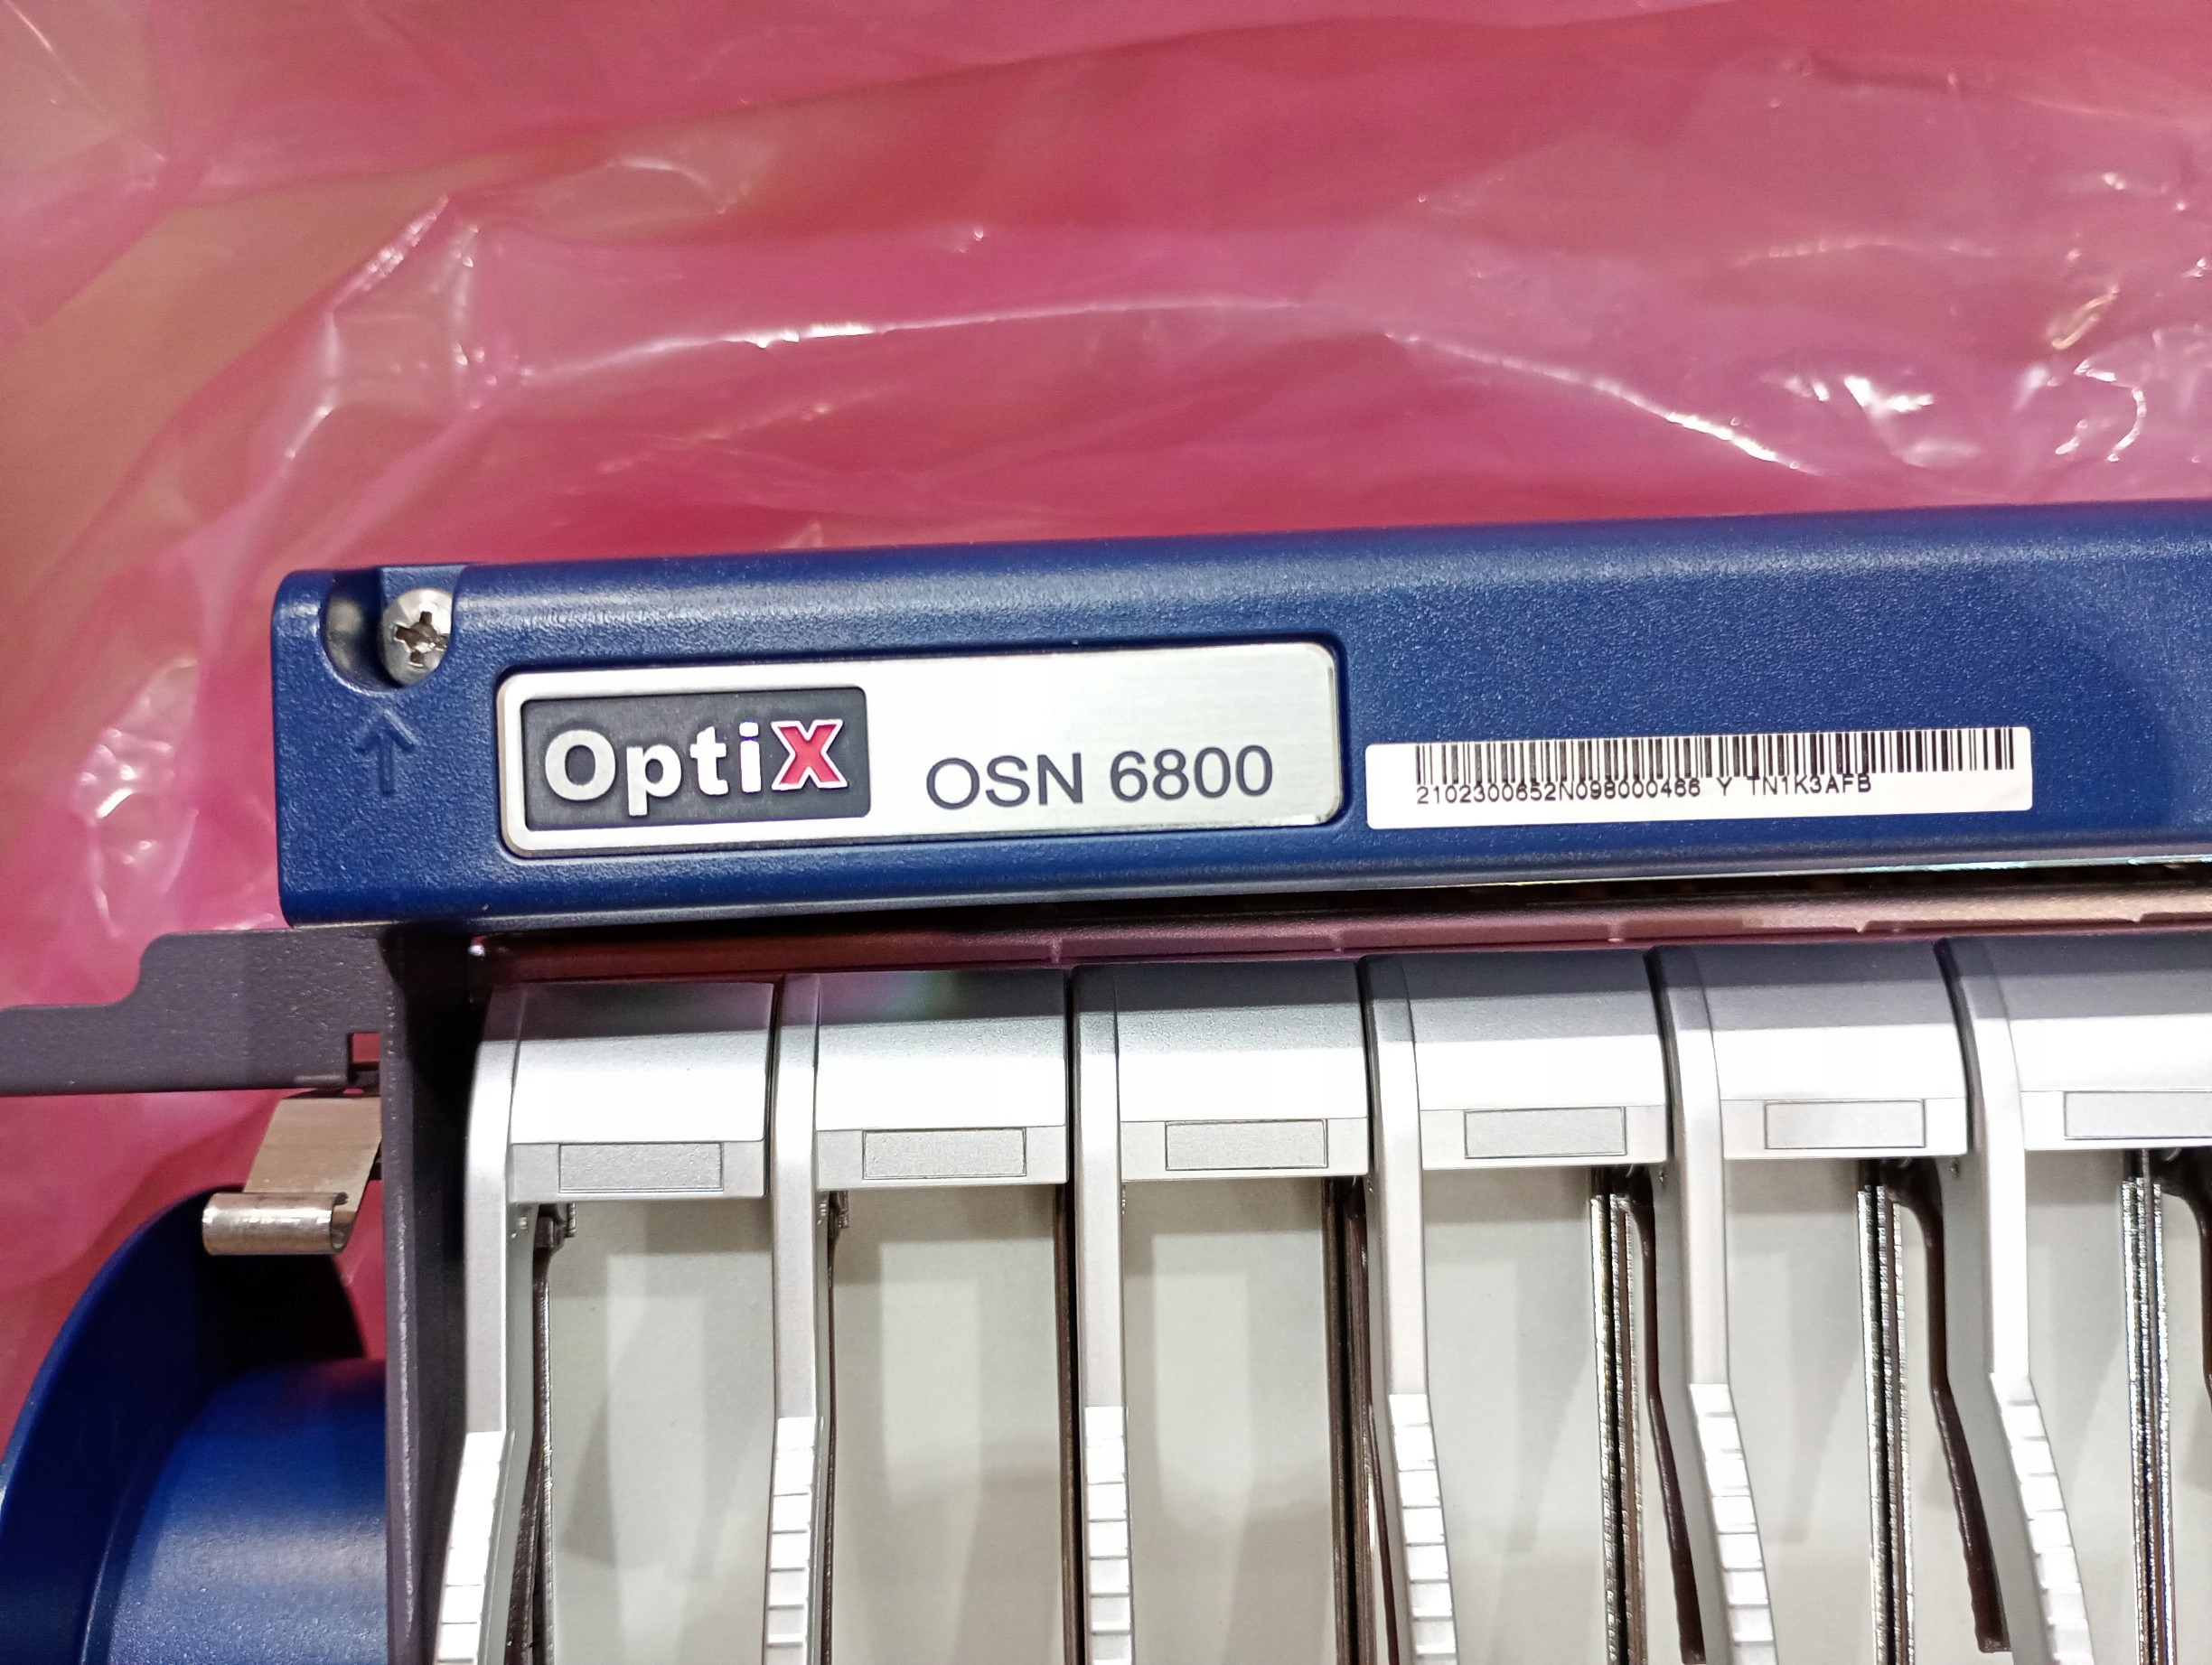 OptiX OSN 6800
2102300652N098000466 Y TN1K3AFB